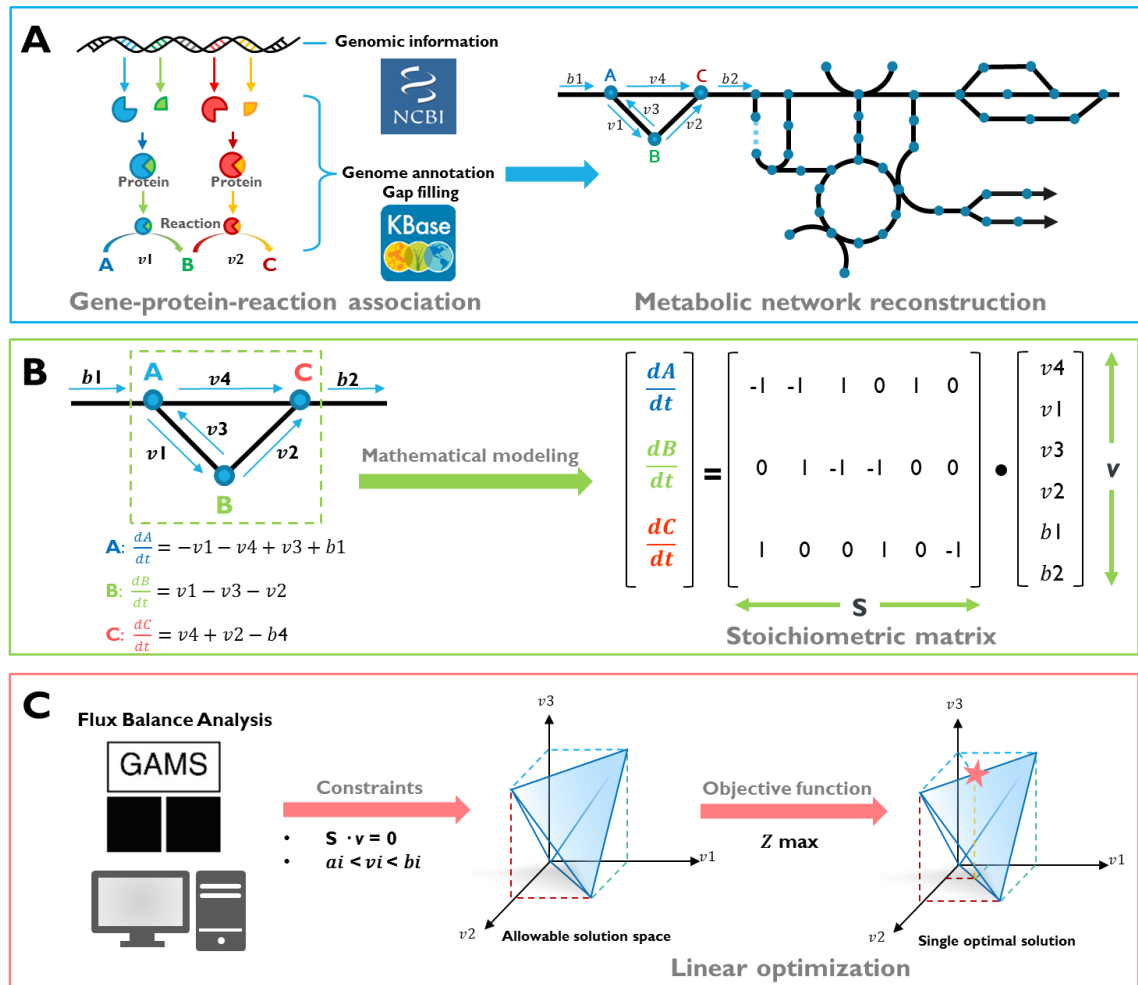 A
Genomic information
NCBI
Protein
Protein
Reaction
A
v1
B
v2
C
Genome annotation
Gap filling
KBase
Gene-protein-reaction association
b1
A
v4
C
b2
v3
v1
v2
B
Metabolic network reconstruction
B
b1
A
v4
C
b2
v3
v1
v2
B
A: dA/dt = −v1 − v4 + v3 + b1
B: dB/dt = v1 − v3 − v2
C: dC/dt = v4 + v2 − b4
Mathematical modeling
dA/dt
dB/dt
dC/dt
=
-1 -1 1 0 1 0
0 1 -1 -1 0 0
1 0 0 1 0 -1
S
•
v4
v1
v3
v2
b1
b2
v
Stoichiometric matrix
C
Flux Balance Analysis
GAMS
Constraints
• S · v = 0
• ai < vi < bi
v3
v1
v2
Allowable solution space
Objective function
Z max
v3
v1
v2
Single optimal solution
Linear optimization